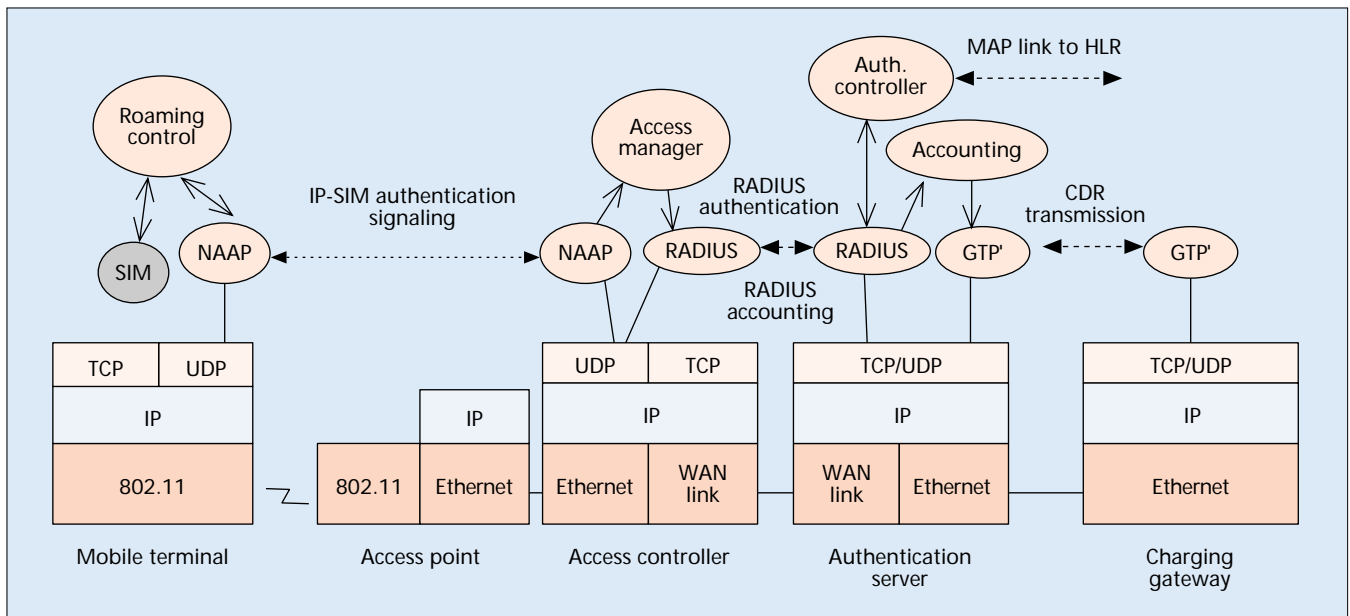 MAP link to HLR
Auth.
controller
Roaming
control
Access
manager
Accounting
IP-SIM authentication
signaling
RADIUS
authentication
CDR
transmission
SIM
NAAP
NAAP
RADIUS
RADIUS
GTP'
GTP'
RADIUS
accounting
TCP
UDP
UDP
TCP
TCP/UDP
TCP/UDP
IP
IP
IP
IP
IP
802.11
802.11
Ethernet
Ethernet
WAN
link
WAN
link
Ethernet
Ethernet
Mobile terminal
Access point
Access controller
Authentication
server
Charging
gateway